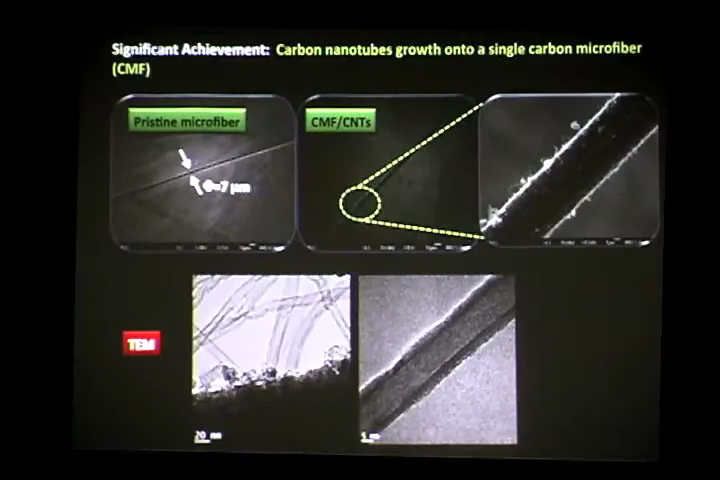 Significant Achievement: Carbon nanotubes growth onto a single carbon microfiber
(CMF)
Pristine microfiber
CMF/CNTs
Φ=7 µm
TEM
20 nm
5 nm